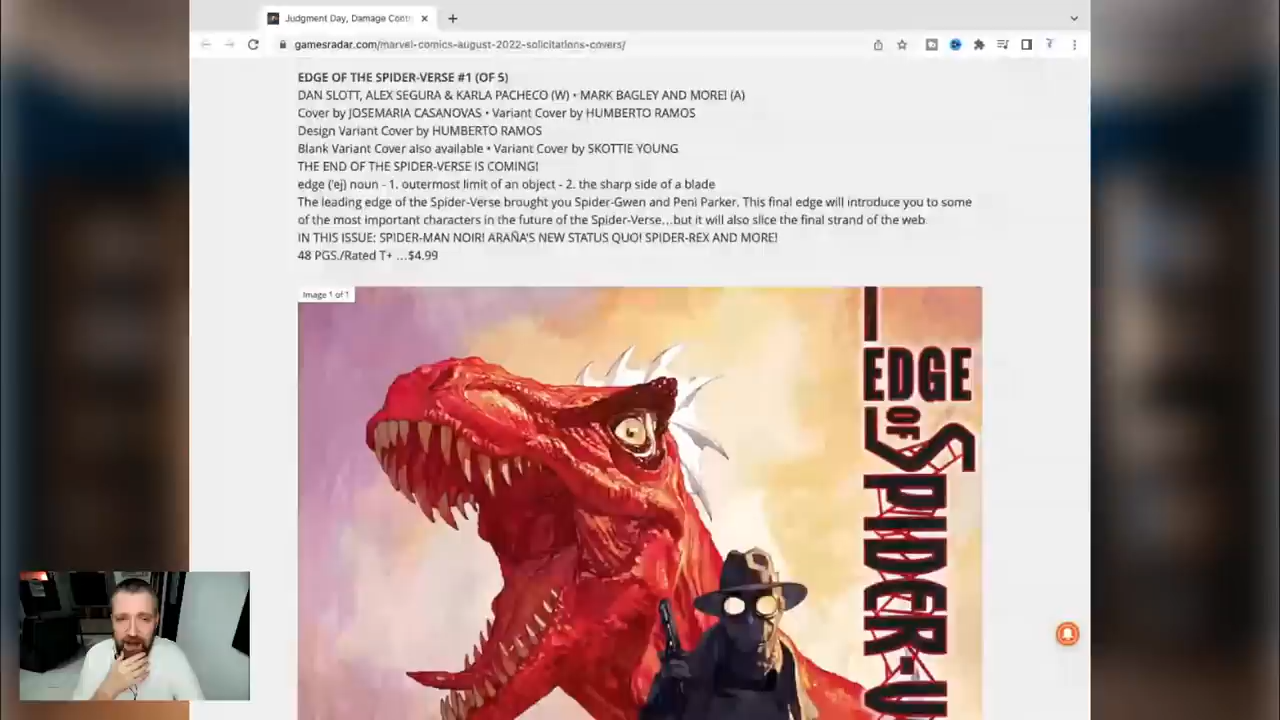 Judgment Day, Damage Contr
gamesradar.com/marvel-comics-august-2022-solicitations-covers/
EDGE OF THE SPIDER-VERSE #1 (OF 5)
DAN SLOTT, ALEX SEGURA & KARLA PACHECO (W) • MARK BAGLEY AND MORE! (A)
Cover by JOSEMARIA CASANOVAS • Variant Cover by HUMBERTO RAMOS
Design Variant Cover by HUMBERTO RAMOS
Blank Variant Cover also available • Variant Cover by SKOTTIE YOUNG
THE END OF THE SPIDER-VERSE IS COMING!
edge ('ej) noun - 1. outermost limit of an object - 2. the sharp side of a blade
The leading edge of the Spider-Verse brought you Spider-Gwen and Peni Parker. This final edge will introduce you to some
of the most important characters in the future of the Spider-Verse…but it will also slice the final strand of the web.
IN THIS ISSUE: SPIDER-MAN NOIR! ARAÑA'S NEW STATUS QUO! SPIDER-REX AND MORE!
48 PGS./Rated T+ …$4.99
Image 1 of 1
EDGE
OF
SPIDER-V